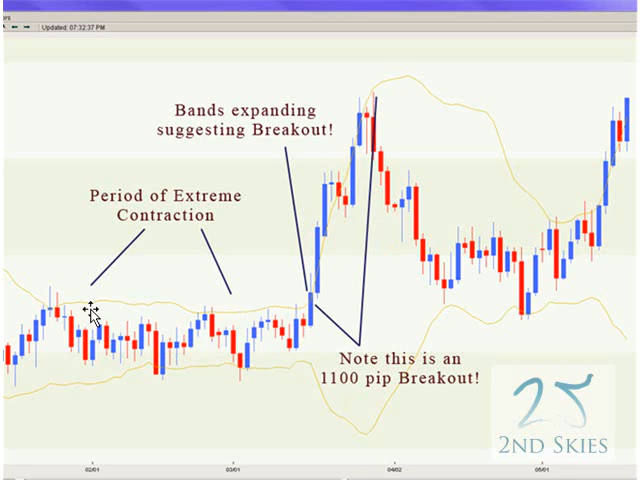 Updated: 07:32:37 PM
Bands expanding
suggesting Breakout!
Period of Extreme
Contraction
Note this is an
1100 pip Breakout!
2ND SKIES
02/01
03/01
04/02
05/01